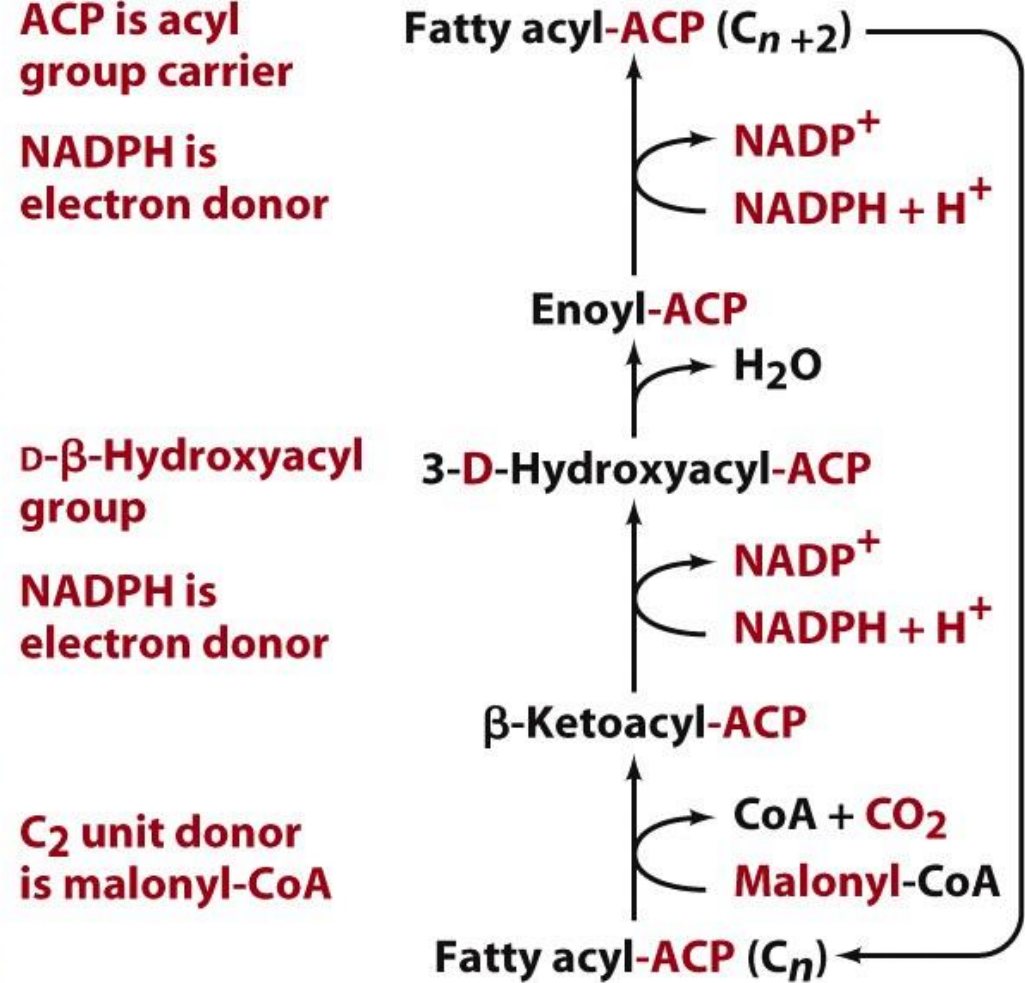 ACP is acyl
group carrier
NADPH is
electron donor
D-β-Hydroxyacyl
group
NADPH is
electron donor
C2 unit donor
is malonyl-CoA
Fatty acyl-ACP (Cn +2)
NADP+
NADPH + H+
Enoyl-ACP
H2O
3-D-Hydroxyacyl-ACP
NADP+
NADPH + H+
β-Ketoacyl-ACP
CoA + CO2
Malonyl-CoA
Fatty acyl-ACP (Cn)